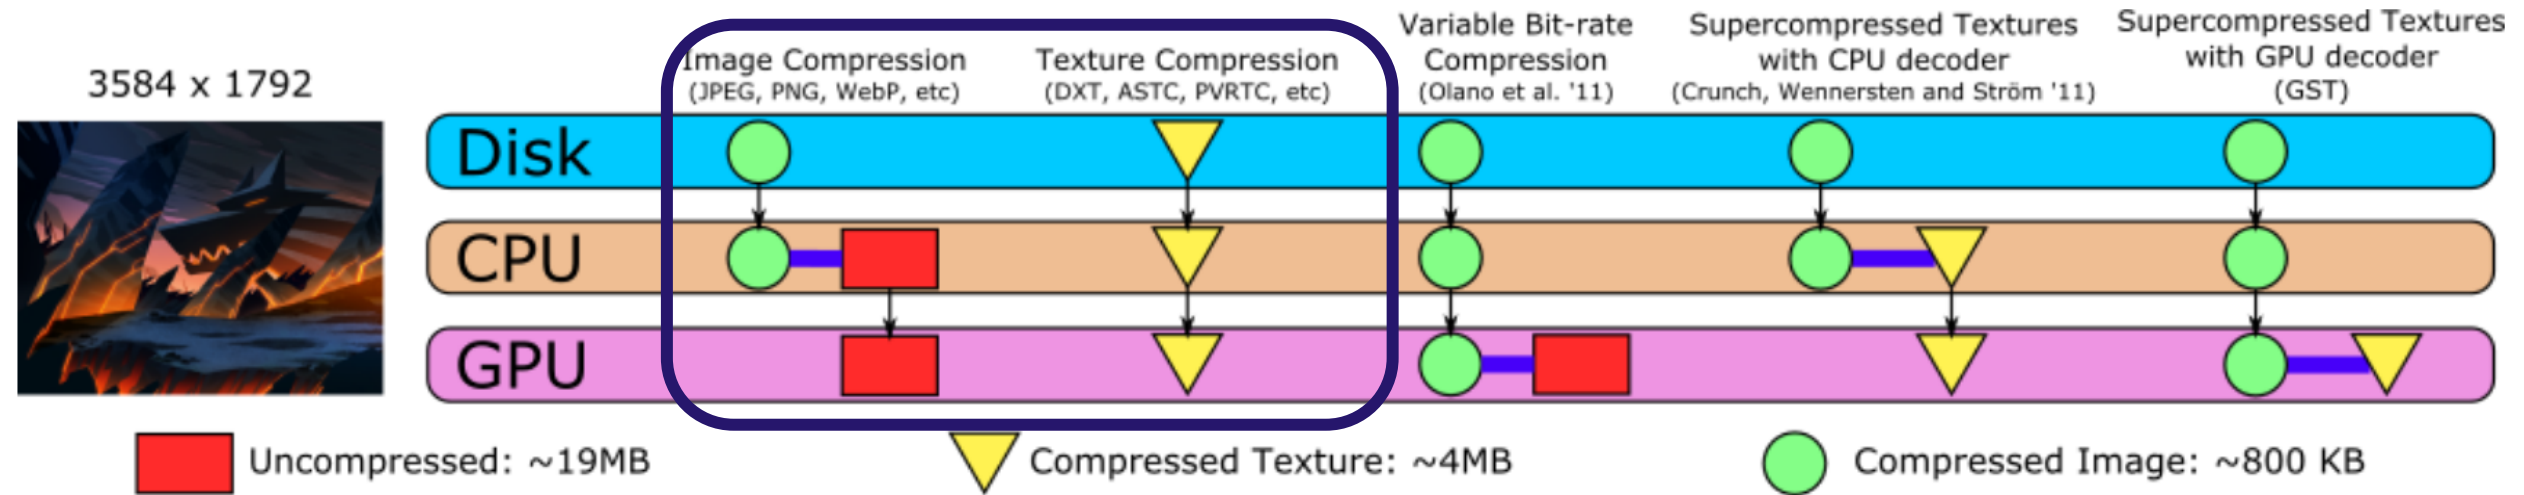 3584 x 1792
Image Compression
(JPEG, PNG, WebP, etc)
Texture Compression
(DXT, ASTC, PVRTC, etc)
Variable Bit-rate
Compression
(Olano et al. '11)
Supercompressed Textures
with CPU decoder
(Crunch, Wennersten and Ström '11)
Supercompressed Textures
with GPU decoder
(GST)
Disk
CPU
GPU
Uncompressed: ~19MB
Compressed Texture: ~4MB
Compressed Image: ~800 KB